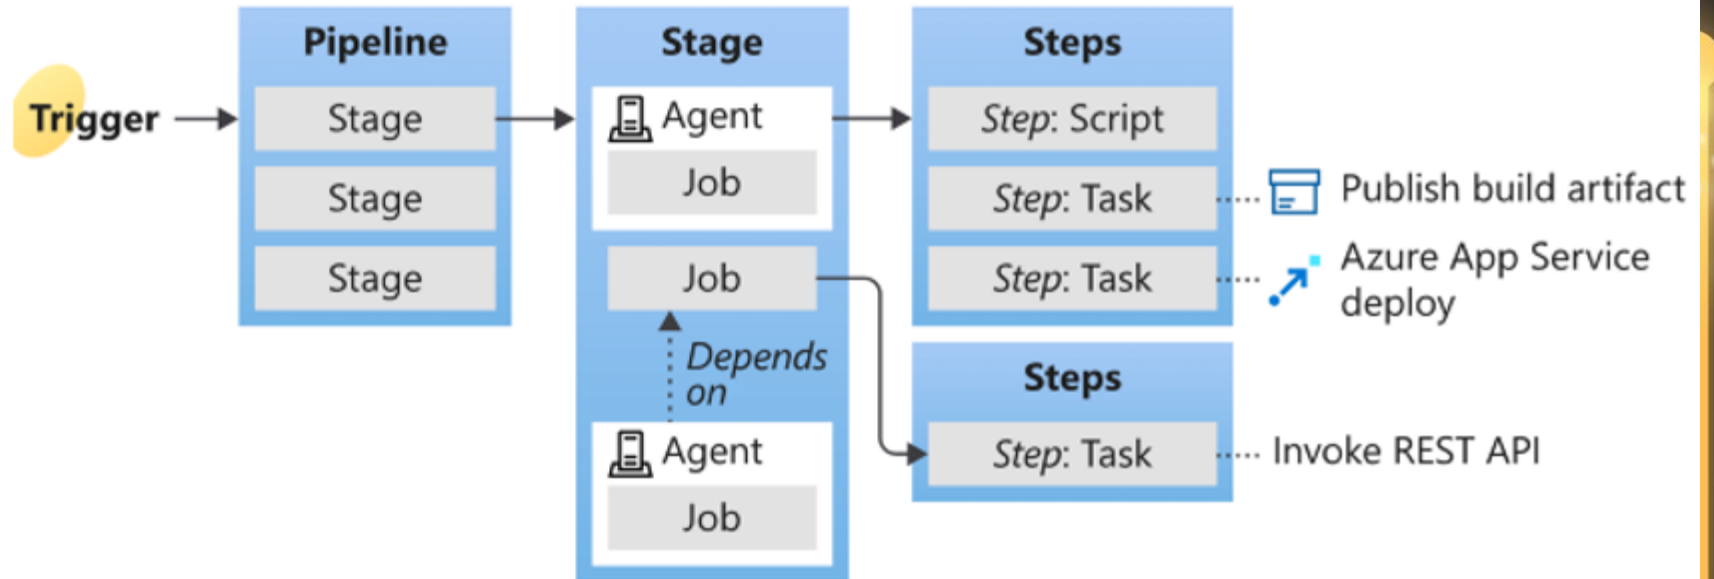 Pipeline
Stage
Steps
Trigger
Stage
Stage
Stage
Agent
Job
Job
Depends
on
Agent
Job
Step: Script
Step: Task
Publish build artifact
Step: Task
Azure App Service
deploy
Steps
Step: Task
Invoke REST API